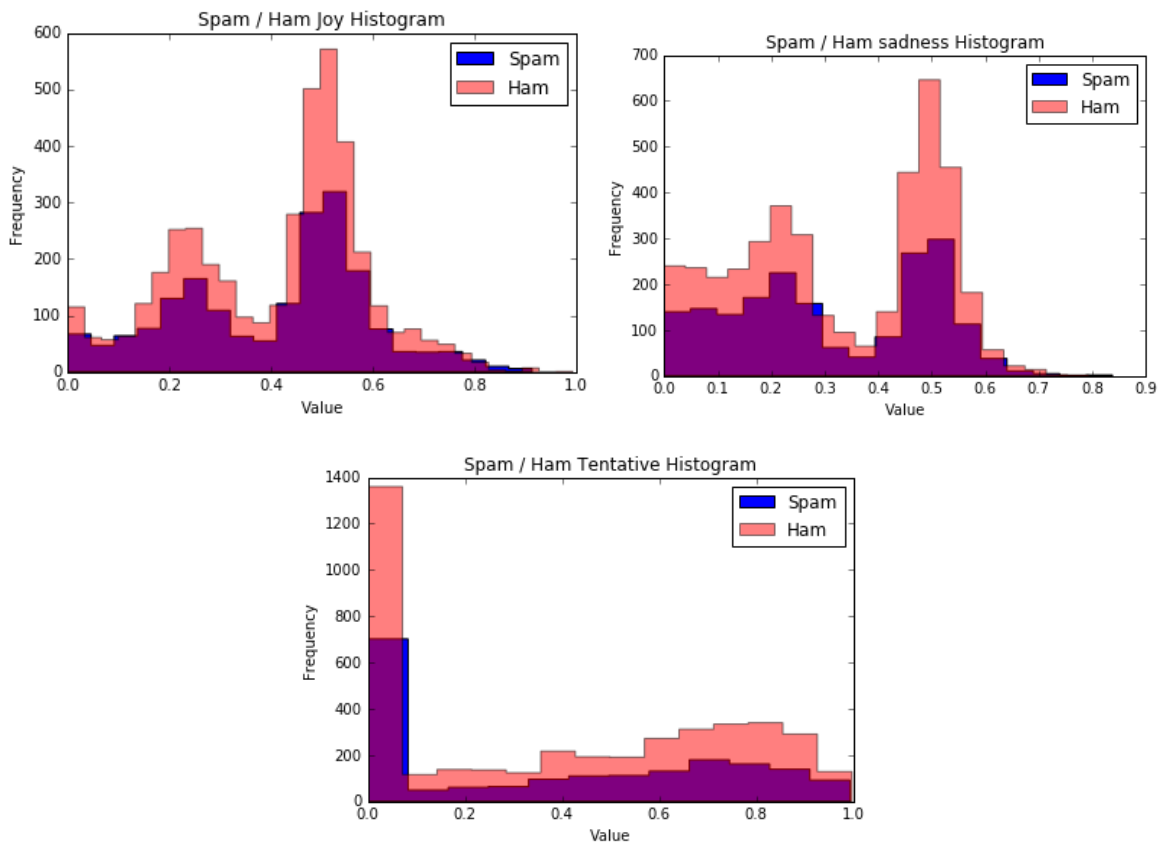 Spam / Ham Joy Histogram
600
500
400
300
200
100
0
Frequency
Spam
Ham
0.0 0.2 0.4 0.6 0.8 1.0
Value
Spam / Ham sadness Histogram
700
600
500
400
300
200
100
0
Frequency
Spam
Ham
0.0 0.1 0.2 0.3 0.4 0.5 0.6 0.7 0.8 0.9
Value
Spam / Ham Tentative Histogram
1400
1200
1000
800
600
400
200
0
Frequency
Spam
Ham
0.0 0.2 0.4 0.6 0.8 1.0
Value